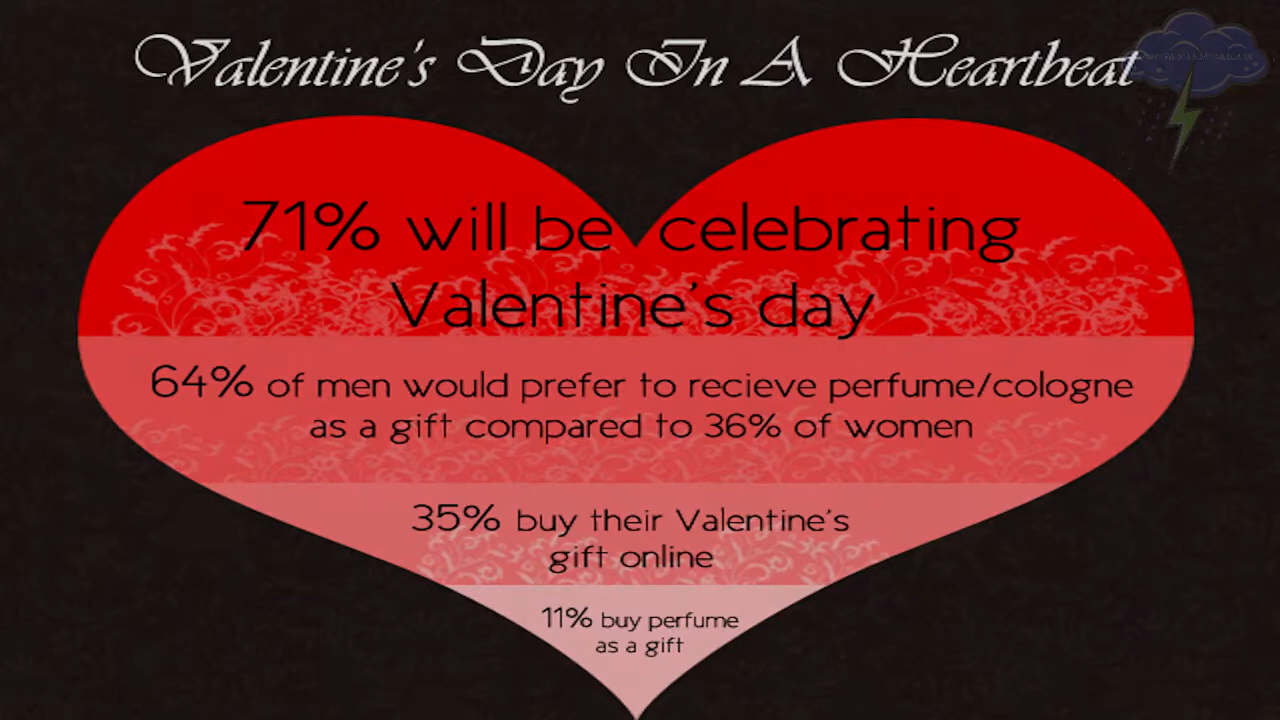 Valentine's Day In A Heartbeat
71% will be celebrating
Valentine's day
64% of men would prefer to recieve perfume/cologne
as a gift compared to 36% of women
35% buy their Valentine's
gift online
11% buy perfume
as a gift